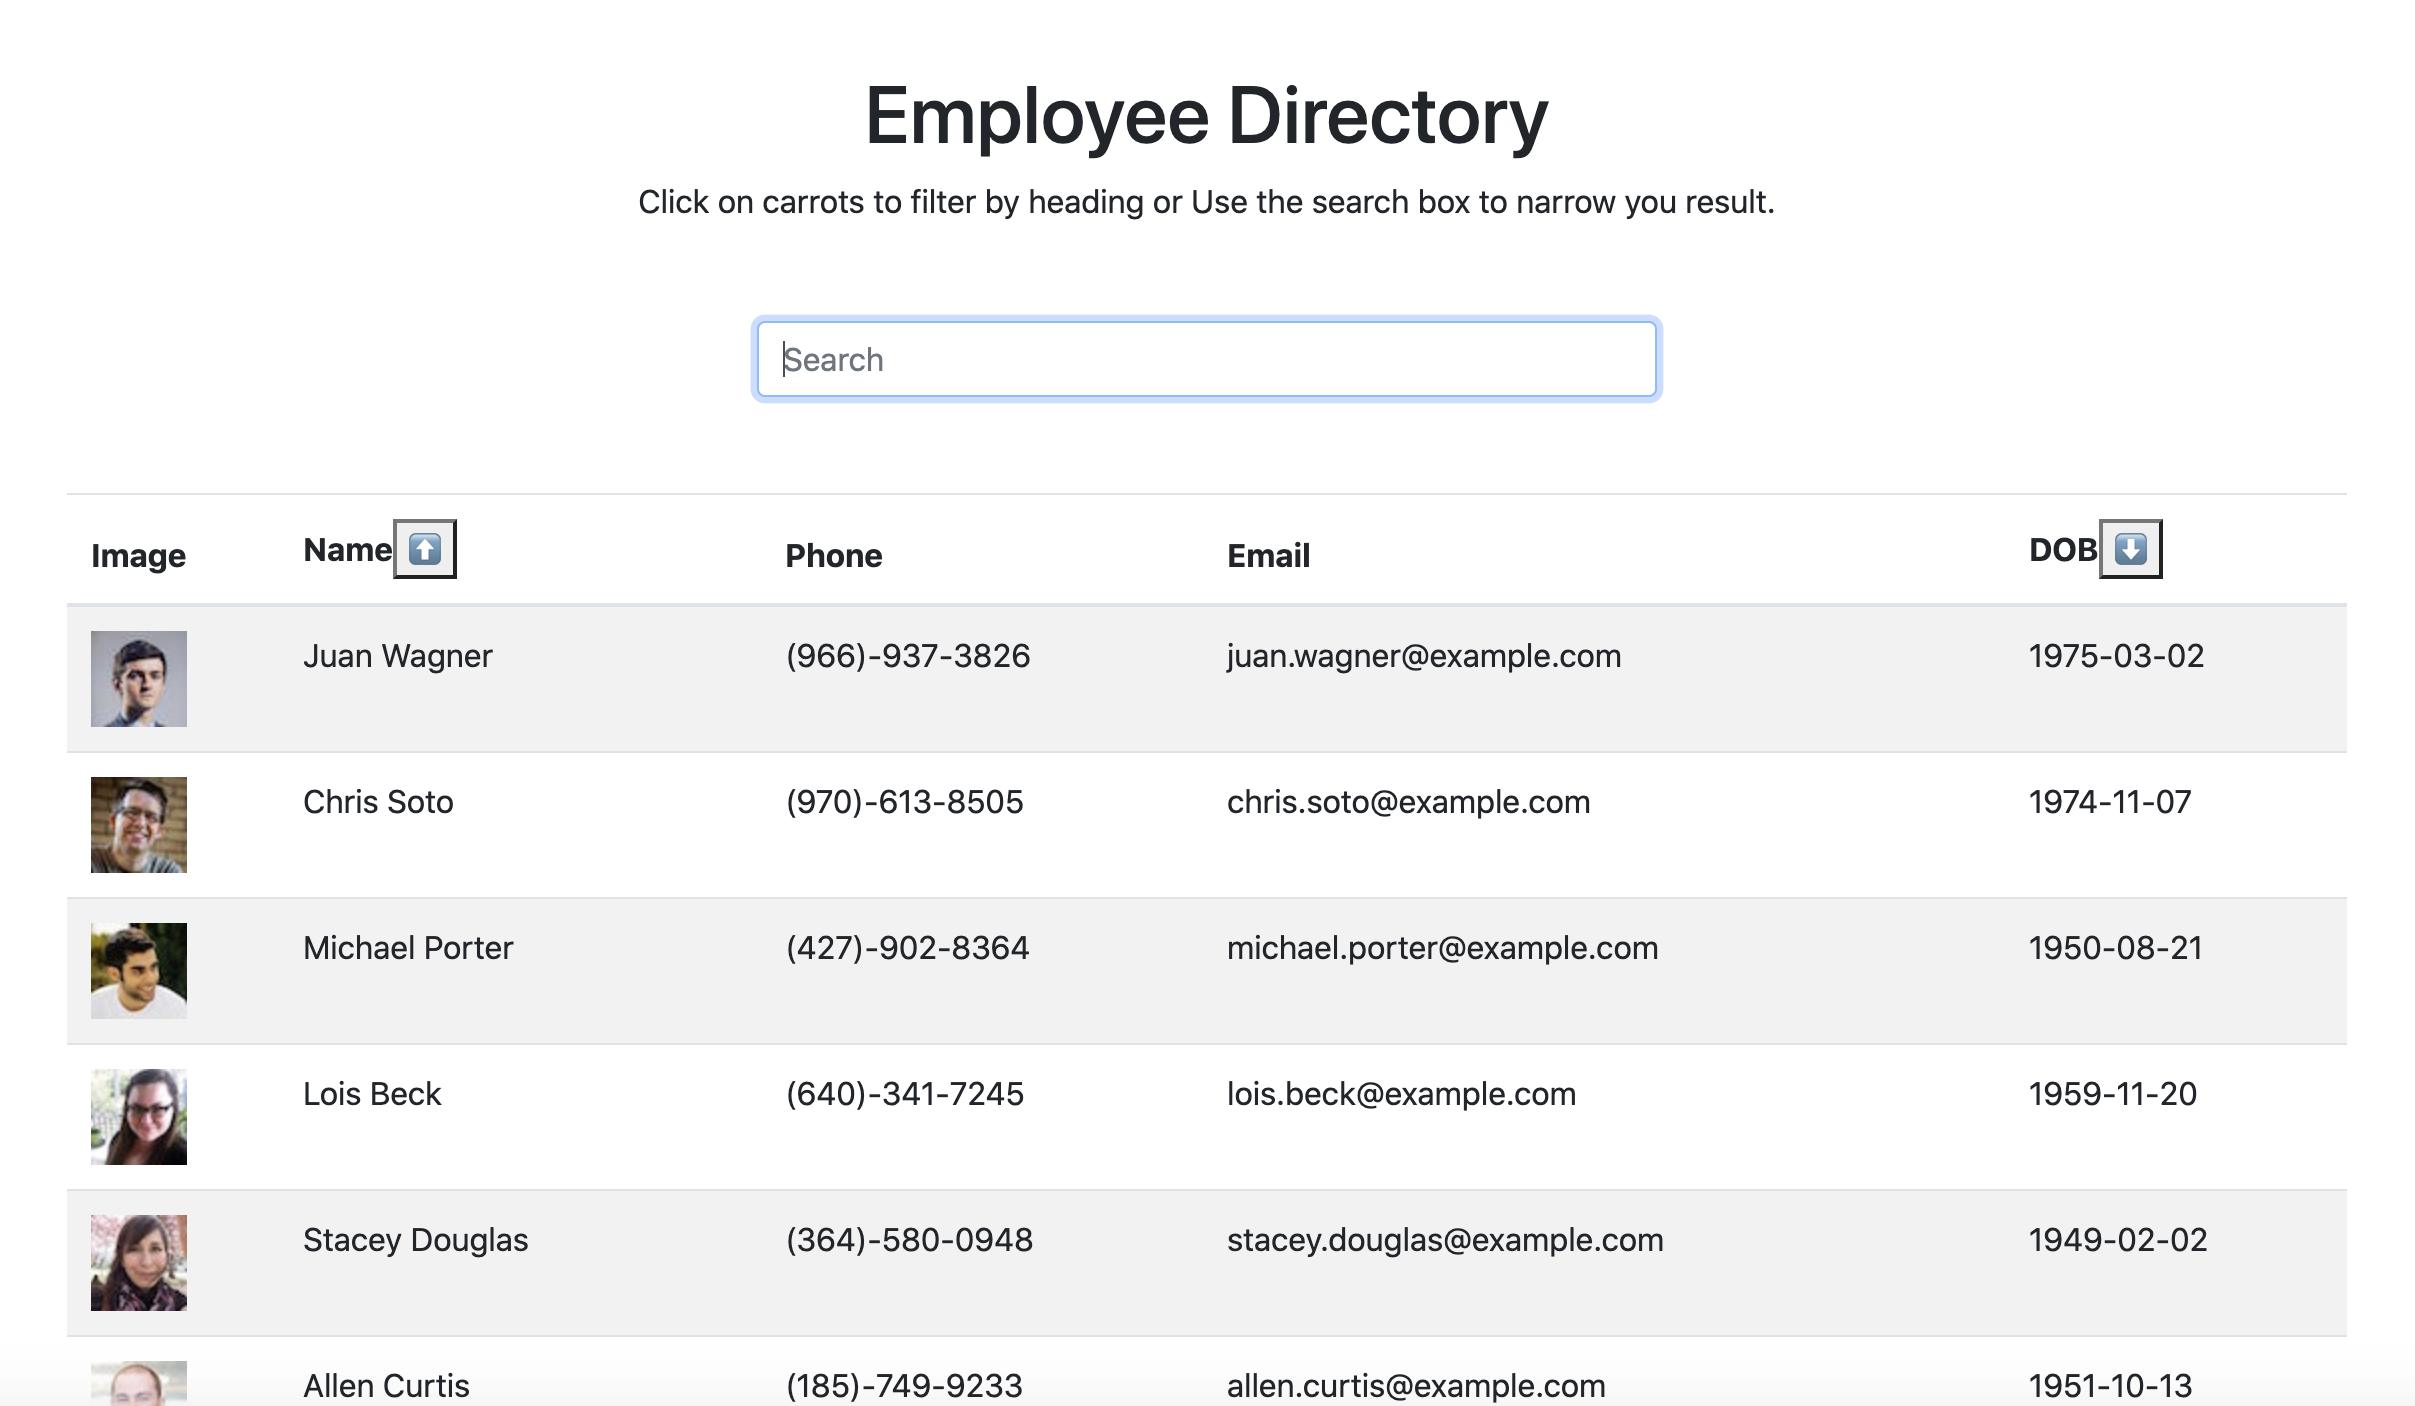 Employee Directory
Click on carrots to filter by heading or Use the search box to narrow you result.
Search
Image Name⬆️ Phone Email DOB⬇️
Juan Wagner (966)-937-3826 juan.wagner@example.com 1975-03-02
Chris Soto (970)-613-8505 chris.soto@example.com 1974-11-07
Michael Porter (427)-902-8364 michael.porter@example.com 1950-08-21
Lois Beck (640)-341-7245 lois.beck@example.com 1959-11-20
Stacey Douglas (364)-580-0948 stacey.douglas@example.com 1949-02-02
Allen Curtis (185)-749-9233 allen.curtis@example.com 1951-10-13